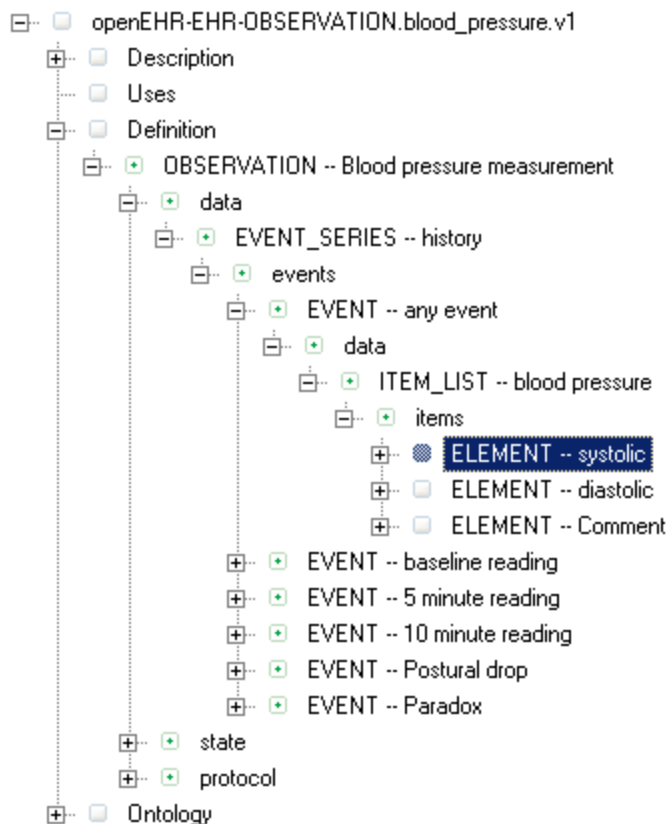 openEHR-EHR-OBSERVATION.blood_pressure.v1
Description
Uses
Definition
OBSERVATION -- Blood pressure measurement
data
EVENT_SERIES -- history
events
EVENT -- any event
data
ITEM_LIST -- blood pressure
items
ELEMENT -- systolic
ELEMENT -- diastolic
ELEMENT -- Comment
EVENT -- baseline reading
EVENT -- 5 minute reading
EVENT -- 10 minute reading
EVENT -- Postural drop
EVENT -- Paradox
state
protocol
Ontology